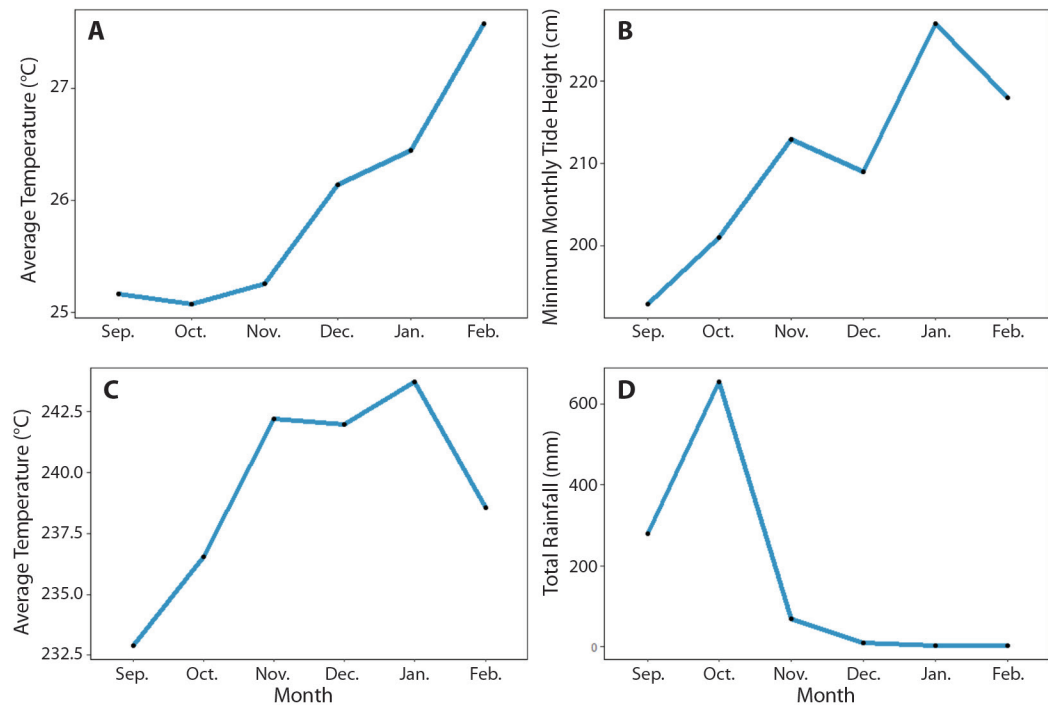 A
Average Temperature (°C)
27
26
25
Sep. Oct. Nov. Dec. Jan. Feb.
B
Minimum Monthly Tide Height (cm)
220
210
200
Sep. Oct. Nov. Dec. Jan. Feb.
C
Average Temperature (°C)
242.5
240.0
237.5
235.0
232.5
Sep. Oct. Nov. Dec. Jan. Feb.
Month
D
Total Rainfall (mm)
600
400
200
0
Sep. Oct. Nov. Dec. Jan. Feb.
Month